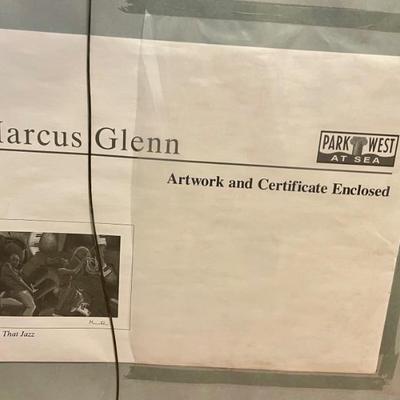 Marcus Glenn
PARK WEST
AT SEA
Artwork and Certificate Enclosed
That Jazz